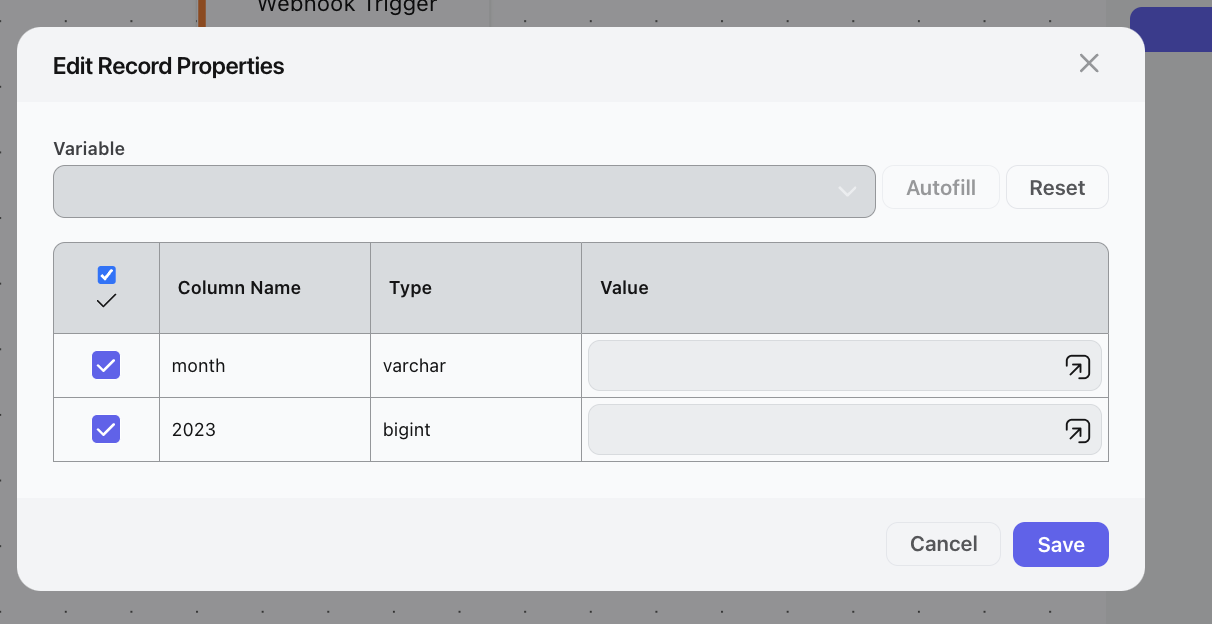 Webhook Trigger
Edit Record Properties
Variable
Autofill
Reset
Column Name
Type
Value
month
varchar
2023
bigint
Cancel
Save